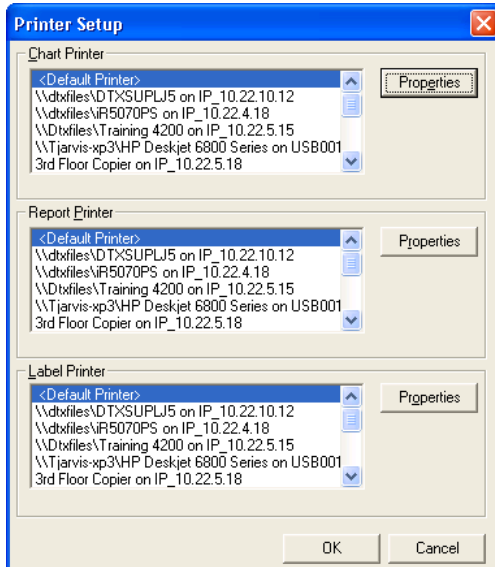 Printer Setup
Chart Printer
<Default Printer>
Properties
\\dtxfiles\DTXSUPLJ5 on IP_10.22.10.12
\\dtxfiles\iR5070PS on IP_10.22.4.18
\\Dtxfiles\Training 4200 on IP_10.22.5.15
\\Tjarvis-xp3\HP Deskjet 6800 Series on USB001
3rd Floor Copier on IP_10.22.5.18
Report Printer
<Default Printer>
Properties
\\dtxfiles\DTXSUPLJ5 on IP_10.22.10.12
\\dtxfiles\iR5070PS on IP_10.22.4.18
\\Dtxfiles\Training 4200 on IP_10.22.5.15
\\Tjarvis-xp3\HP Deskjet 6800 Series on USB001
3rd Floor Copier on IP_10.22.5.18
Label Printer
<Default Printer>
Properties
\\dtxfiles\DTXSUPLJ5 on IP_10.22.10.12
\\dtxfiles\iR5070PS on IP_10.22.4.18
\\Dtxfiles\Training 4200 on IP_10.22.5.15
\\Tjarvis-xp3\HP Deskjet 6800 Series on USB001
3rd Floor Copier on IP_10.22.5.18
OK Cancel